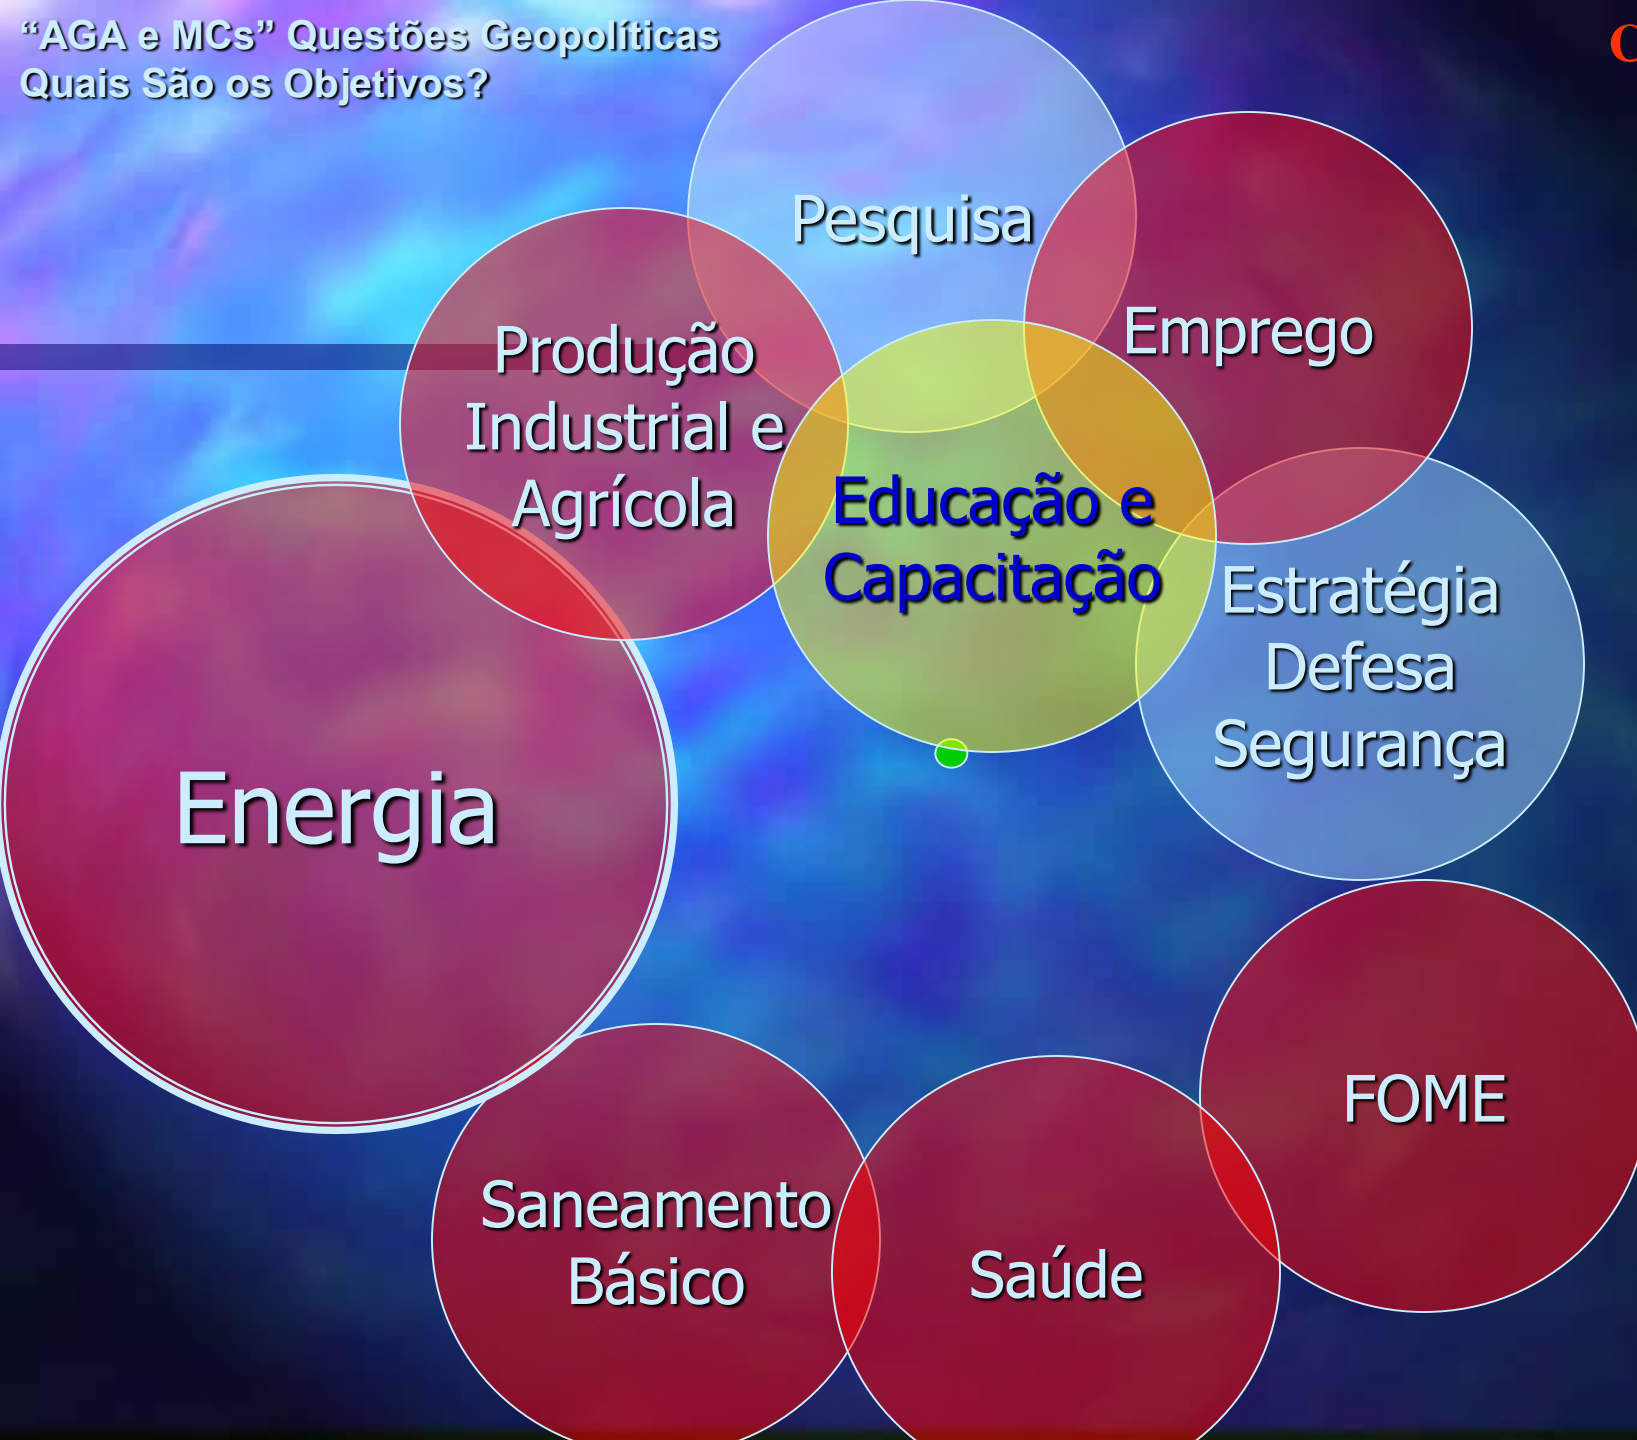 “AGA e MCs” Questões Geopolíticas
Quais São os Objetivos?
C
Pesquisa
Emprego
Produção
Industrial e
Agrícola
Educação e
Capacitação
Estratégia
Defesa
Segurança
Energia
FOME
Saneamento
Básico
Saúde